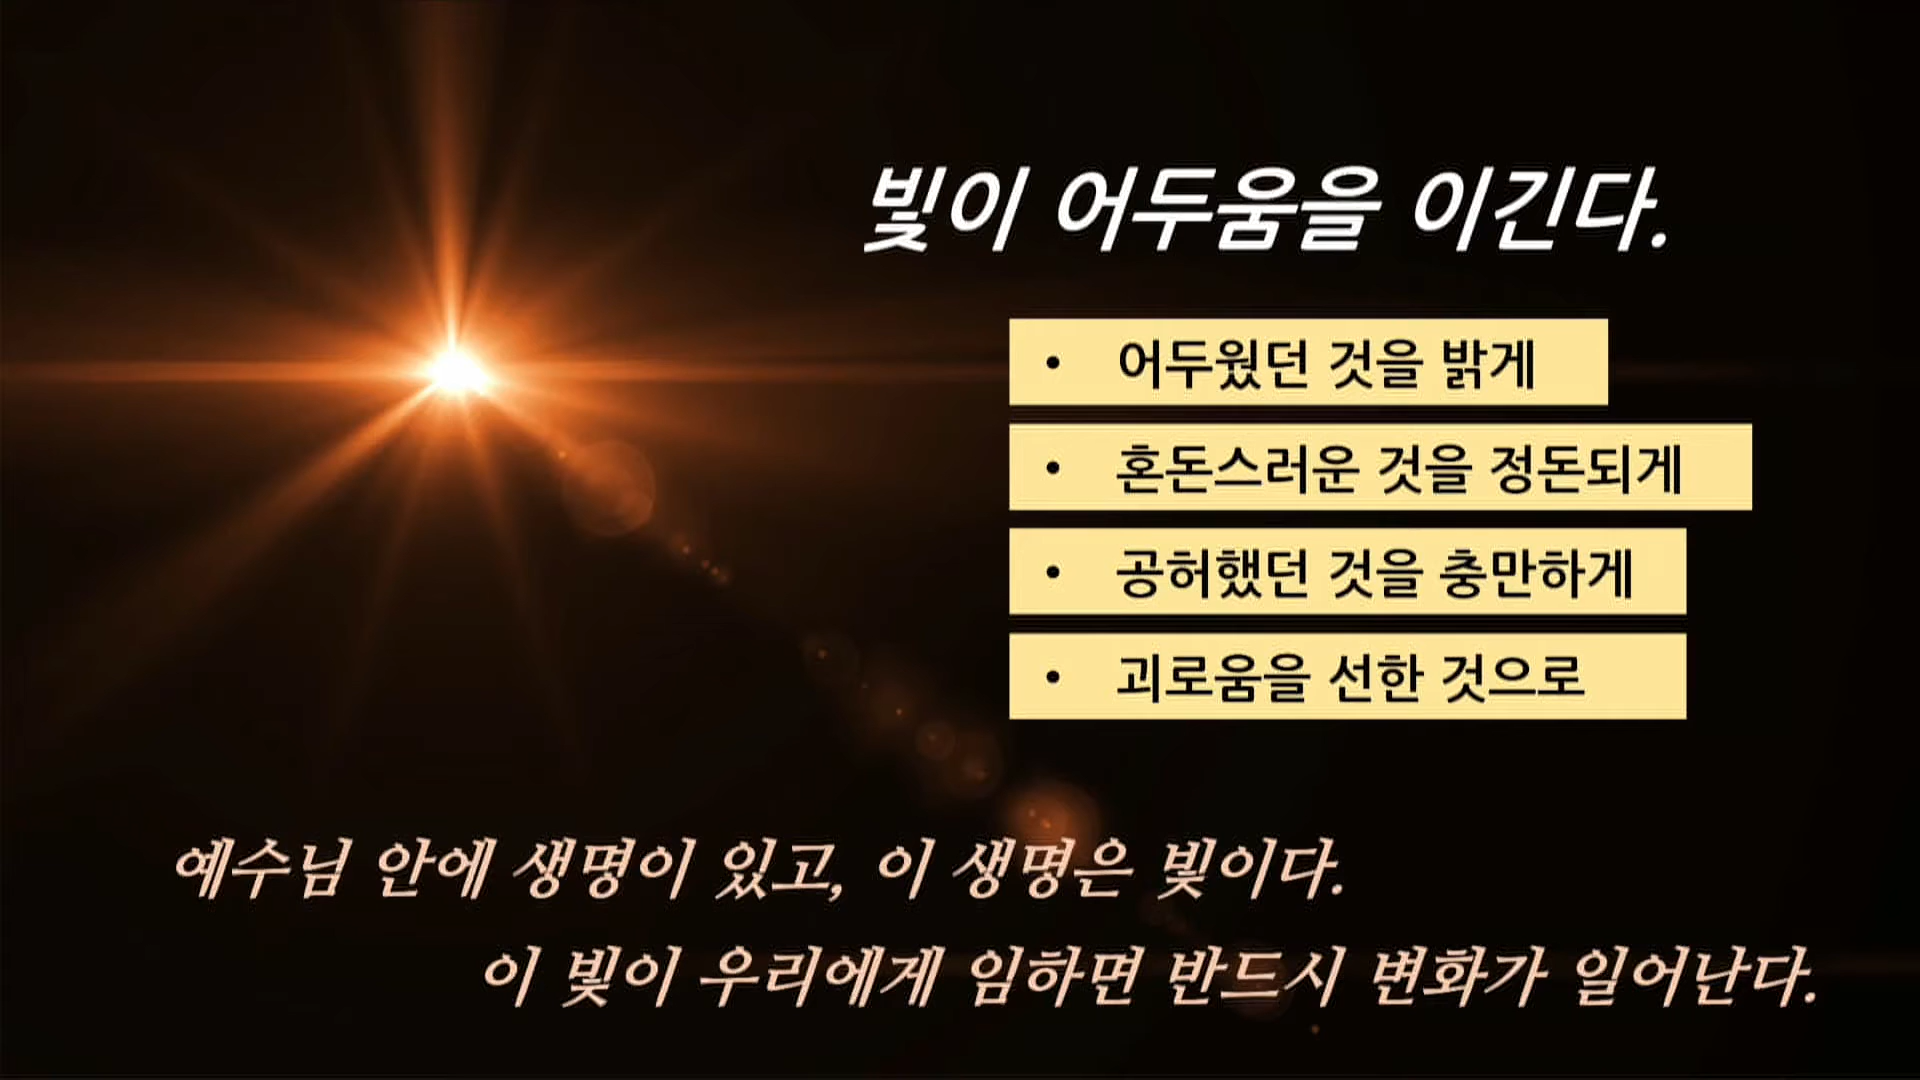 빛이 어두움을 이긴다.
• 어두웠던 것을 밝게
• 혼돈스러운 것을 정돈되게
• 공허했던 것을 충만하게
• 괴로움을 선한 것으로
예수님 안에 생명이 있고, 이 생명은 빛이다.
이 빛이 우리에게 임하면 반드시 변화가 일어난다.